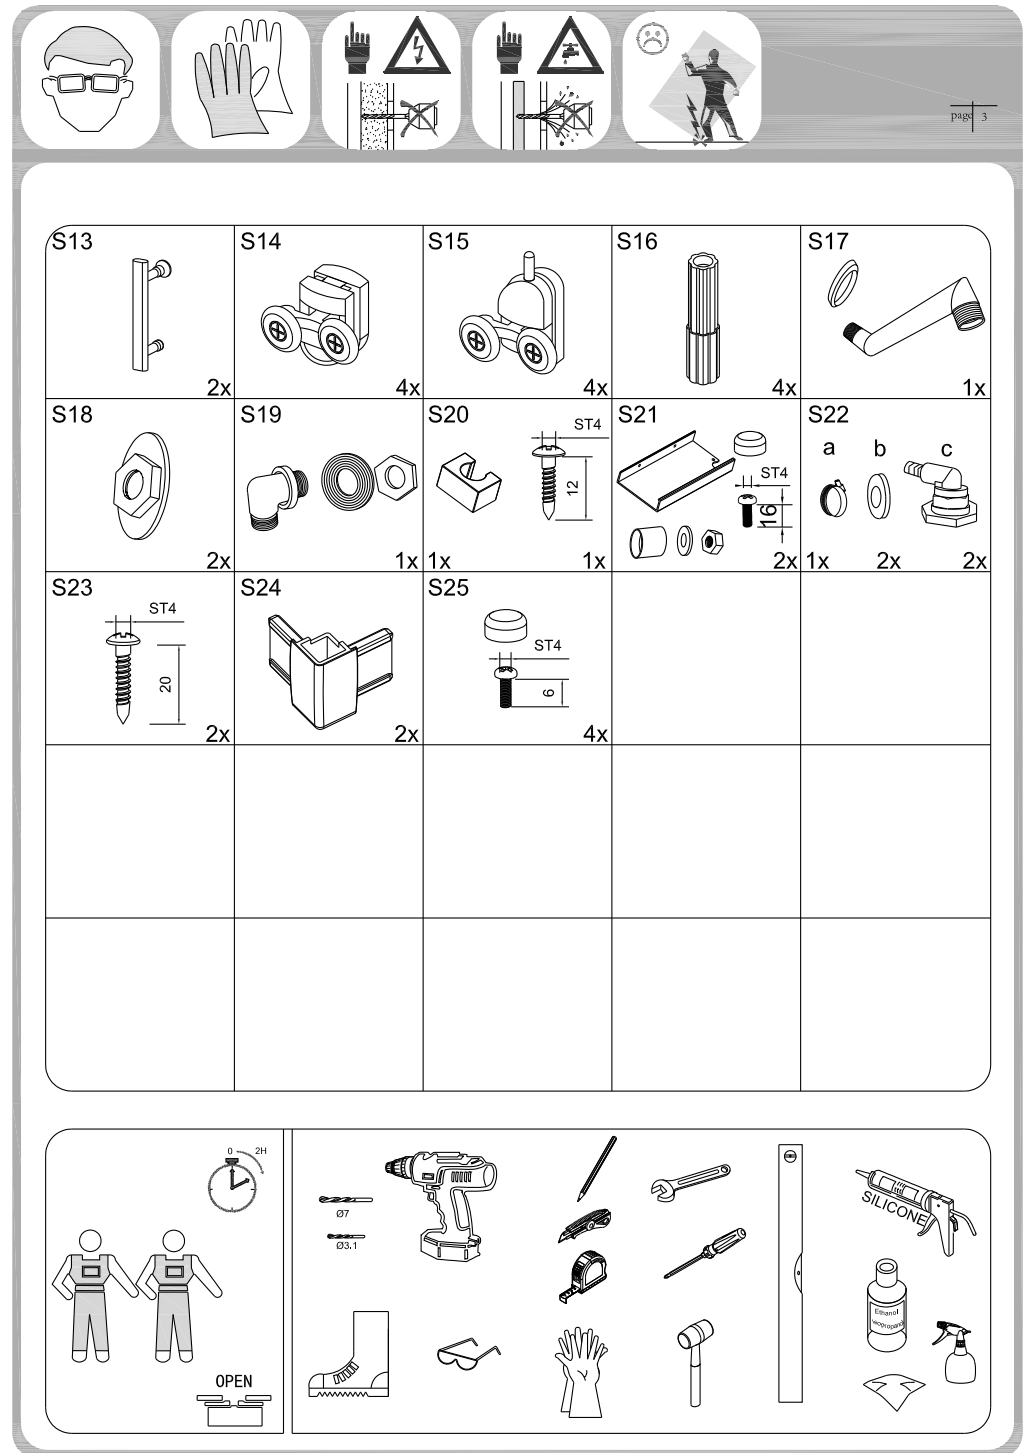 page 3
S13
2x
S14
4x
S15
4x
S16
4x
S17
1x
S18
2x
S19
1x
S20
ST4
12
1x 1x
S21
ST4
16
2x
S22
a b c
1x 2x 2x
S23
ST4
20
2x
S24
2x
S25
ST4
6
4x
0 2H
OPEN
Ø7
Ø3.1
SILICONE
Ethanol